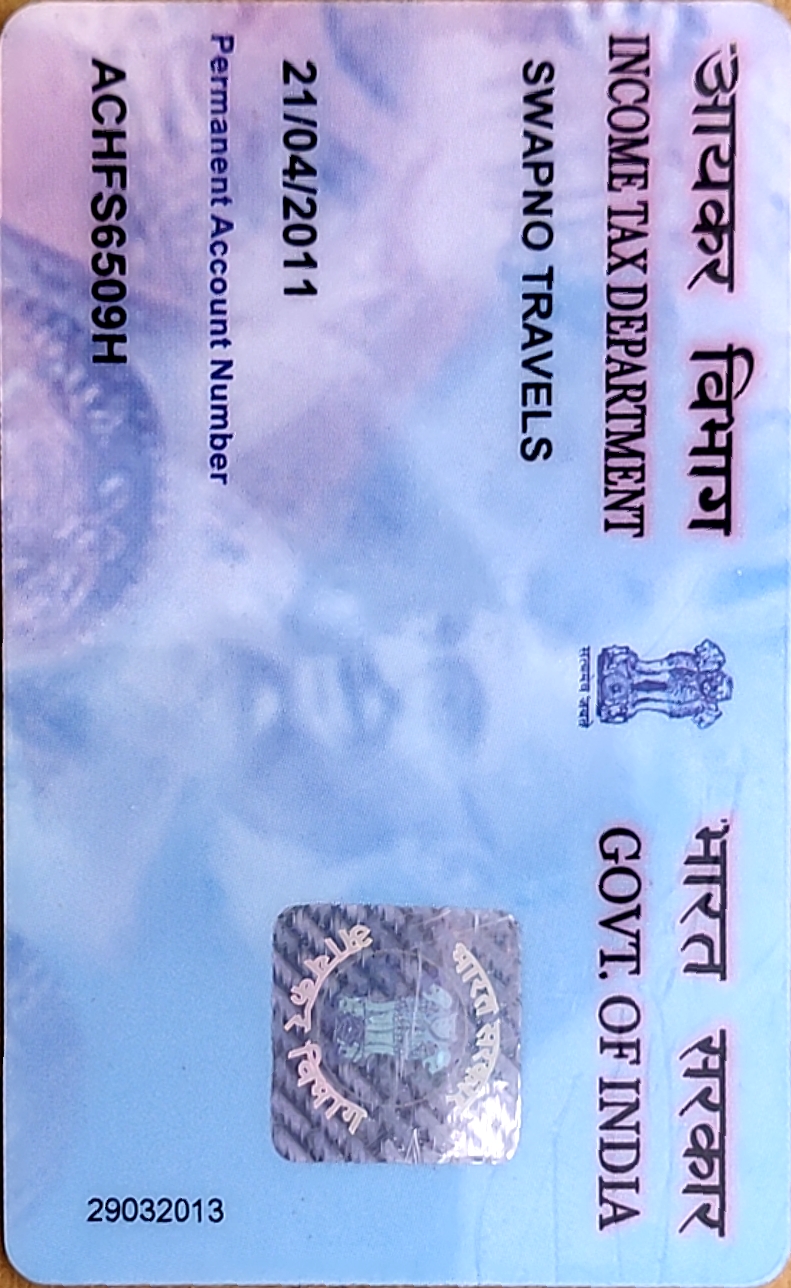 आयकर विभाग
INCOME TAX DEPARTMENT
सत्यमेव जयते
भारत सरकार
GOVT. OF INDIA
SWAPNO TRAVELS
21/04/2011
Permanent Account Number
ACHFS6509H
भारत सरकार
आयकर विभाग
29032013